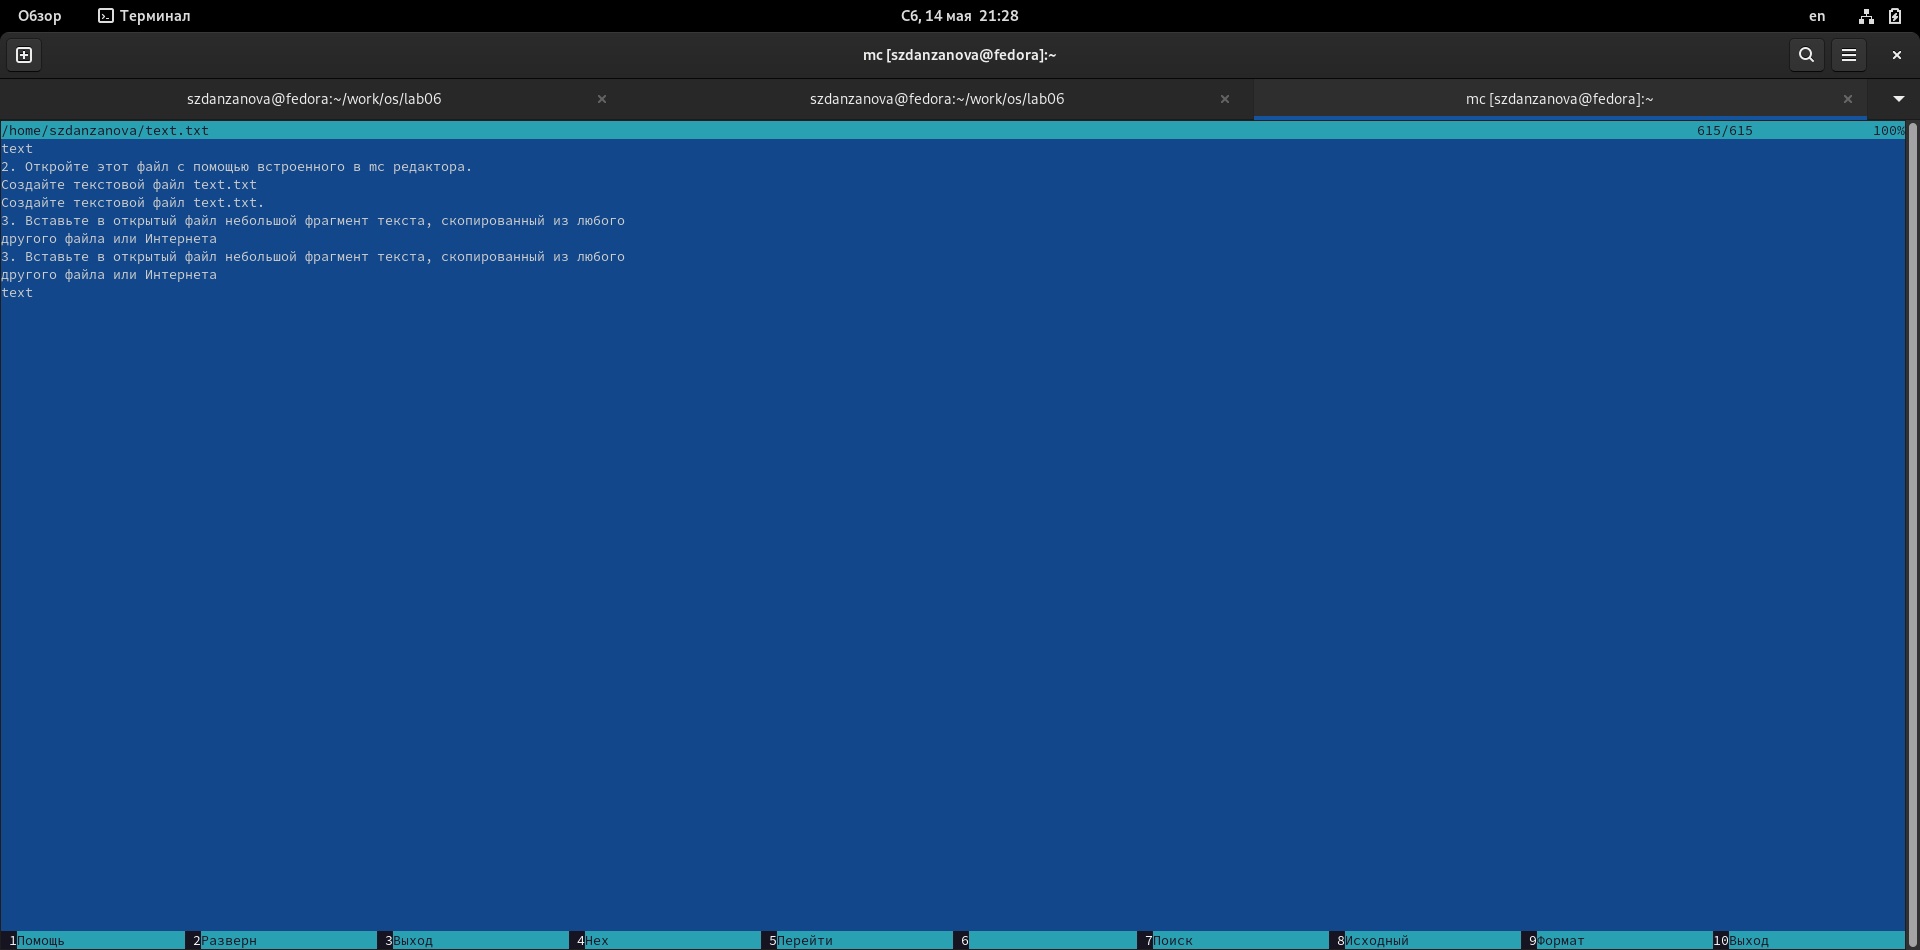 Обзор Терминал Сб, 14 мая 21:28 en
mc [szdanzanova@fedora]:~
szdanzanova@fedora:~/work/os/lab06 szdanzanova@fedora:~/work/os/lab06 mc [szdanzanova@fedora]:~
/home/szdanzanova/text.txt 615/615 100%
text
2. Откройте этот файл с помощью встроенного в mc редактора.
Создайте текстовой файл text.txt
Создайте текстовой файл text.txt.
3. Вставьте в открытый файл небольшой фрагмент текста, скопированный из любого
другого файла или Интернета
3. Вставьте в открытый файл небольшой фрагмент текста, скопированный из любого
другого файла или Интернета
text
1Помощь 2Разверн 3Выход 4Hex 5Перейти 6 7Поиск 8Исходный 9Формат 10Выход